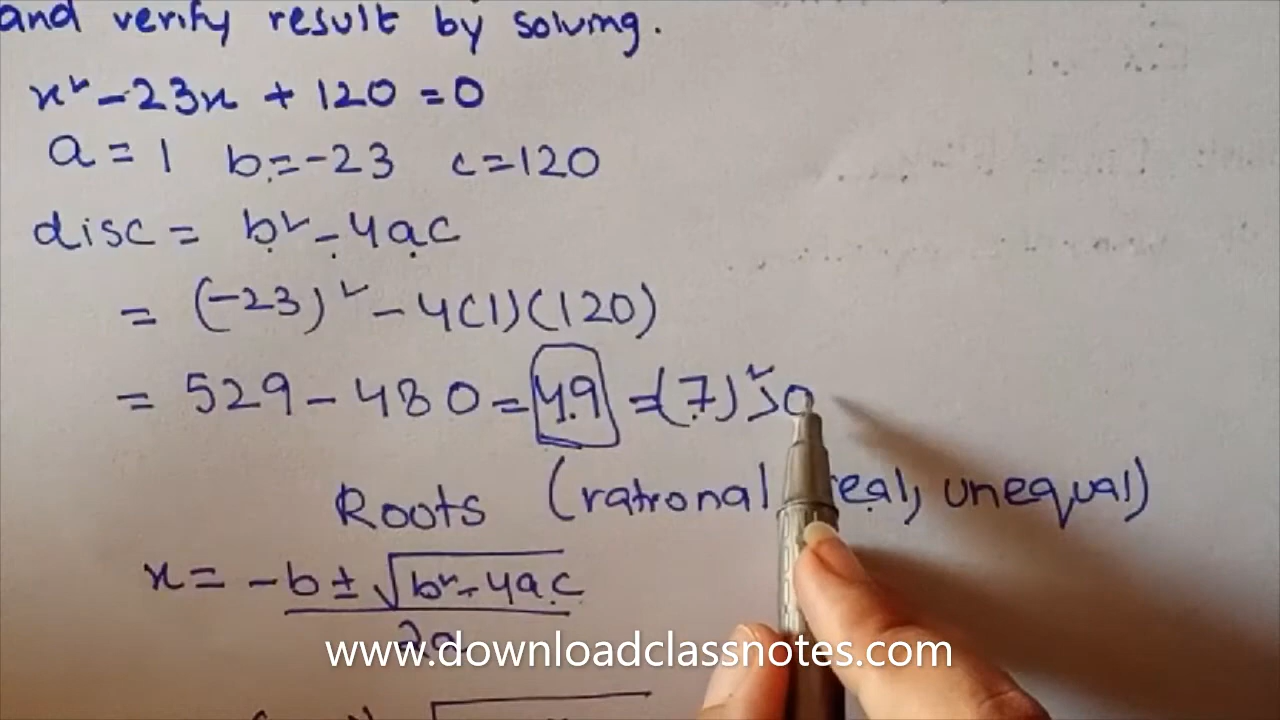 and verify result by solving.
x² - 23x + 120 = 0
a = 1 b = -23 c = 120
disc = b² - 4ac
= (-23)² - 4(1)(120)
= 529 - 480 = 49 = (7)² > 0
Roots (rational real, unequal)
x = -b ± √b² - 4ac
2a
www.downloadclassnotes.com